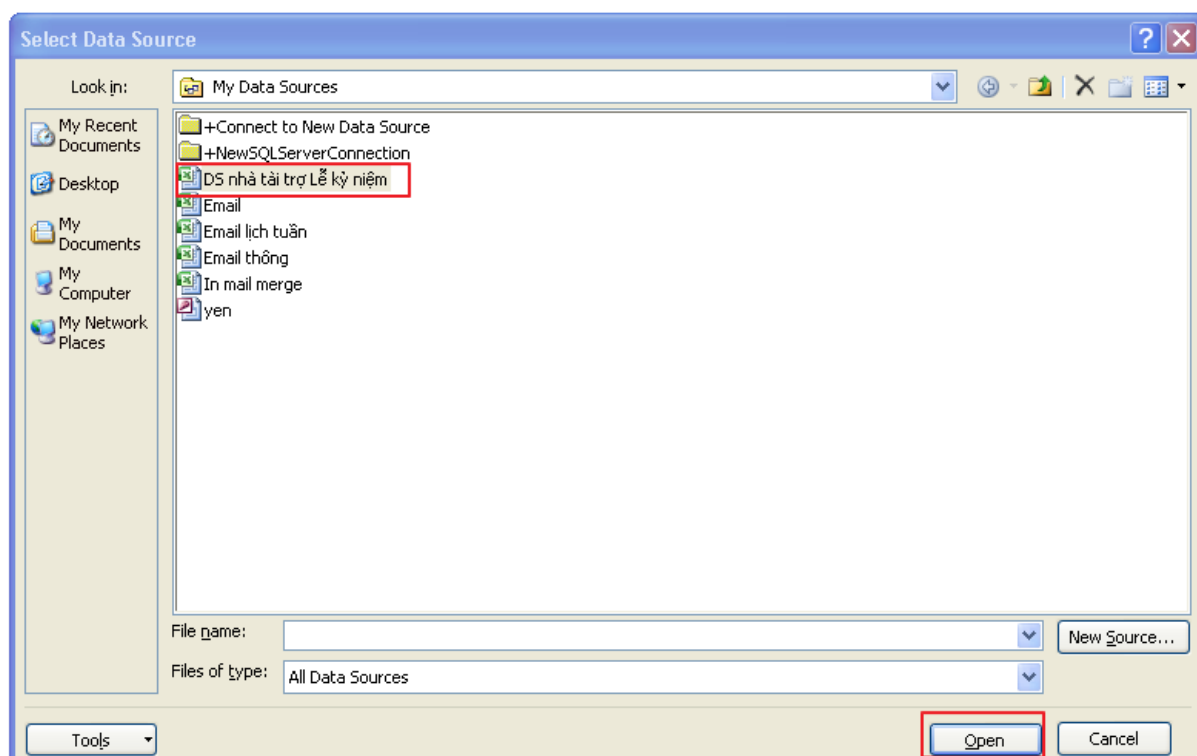 Select Data Source
Look in:
My Data Sources
My Recent
Documents
Desktop
My
Documents
My
Computer
My Network
Places
+Connect to New Data Source
+NewSQLServerConnection
DS nhà tài trợ Lễ kỷ niệm
Email
Email lịch tuần
Email thông
In mail merge
yen
File name:
New Source...
Files of type:
All Data Sources
Tools
Open
Cancel